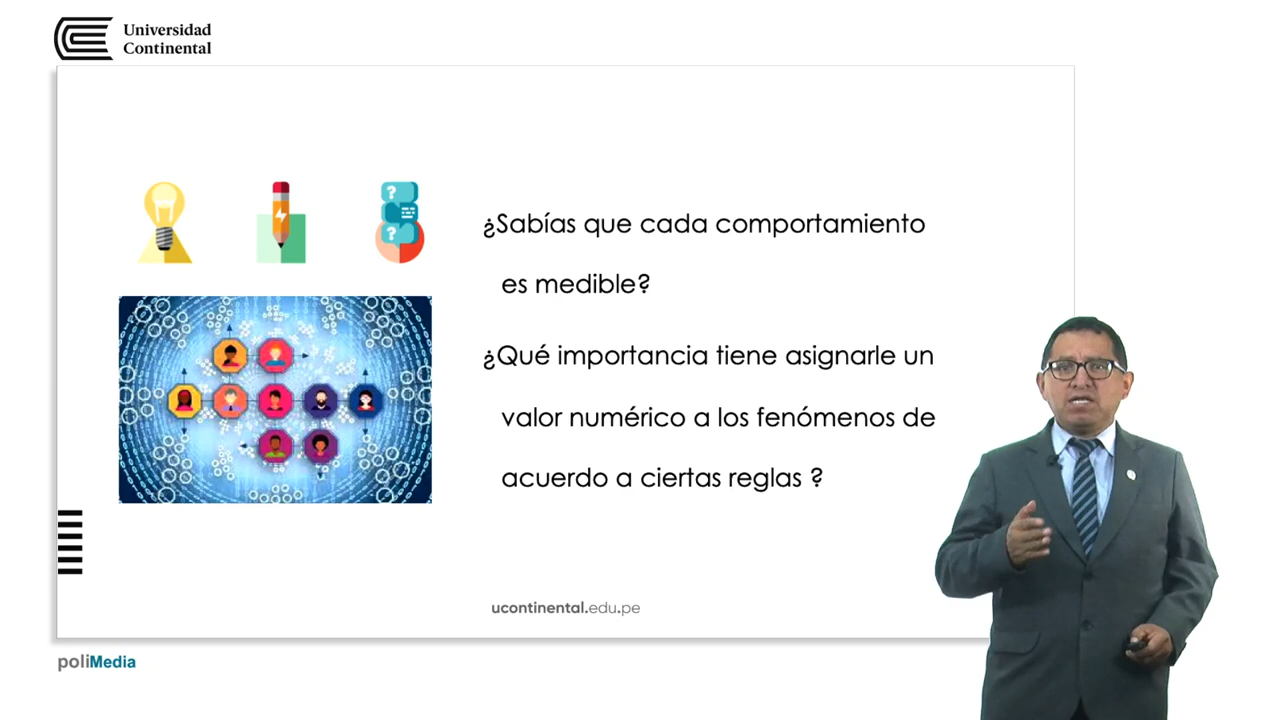 Universidad
Continental
¿Sabías que cada comportamiento
es medible?
¿Qué importancia tiene asignarle un
valor numérico a los fenómenos de
acuerdo a ciertas reglas ?
ucontinental.edu.pe
poliMedia